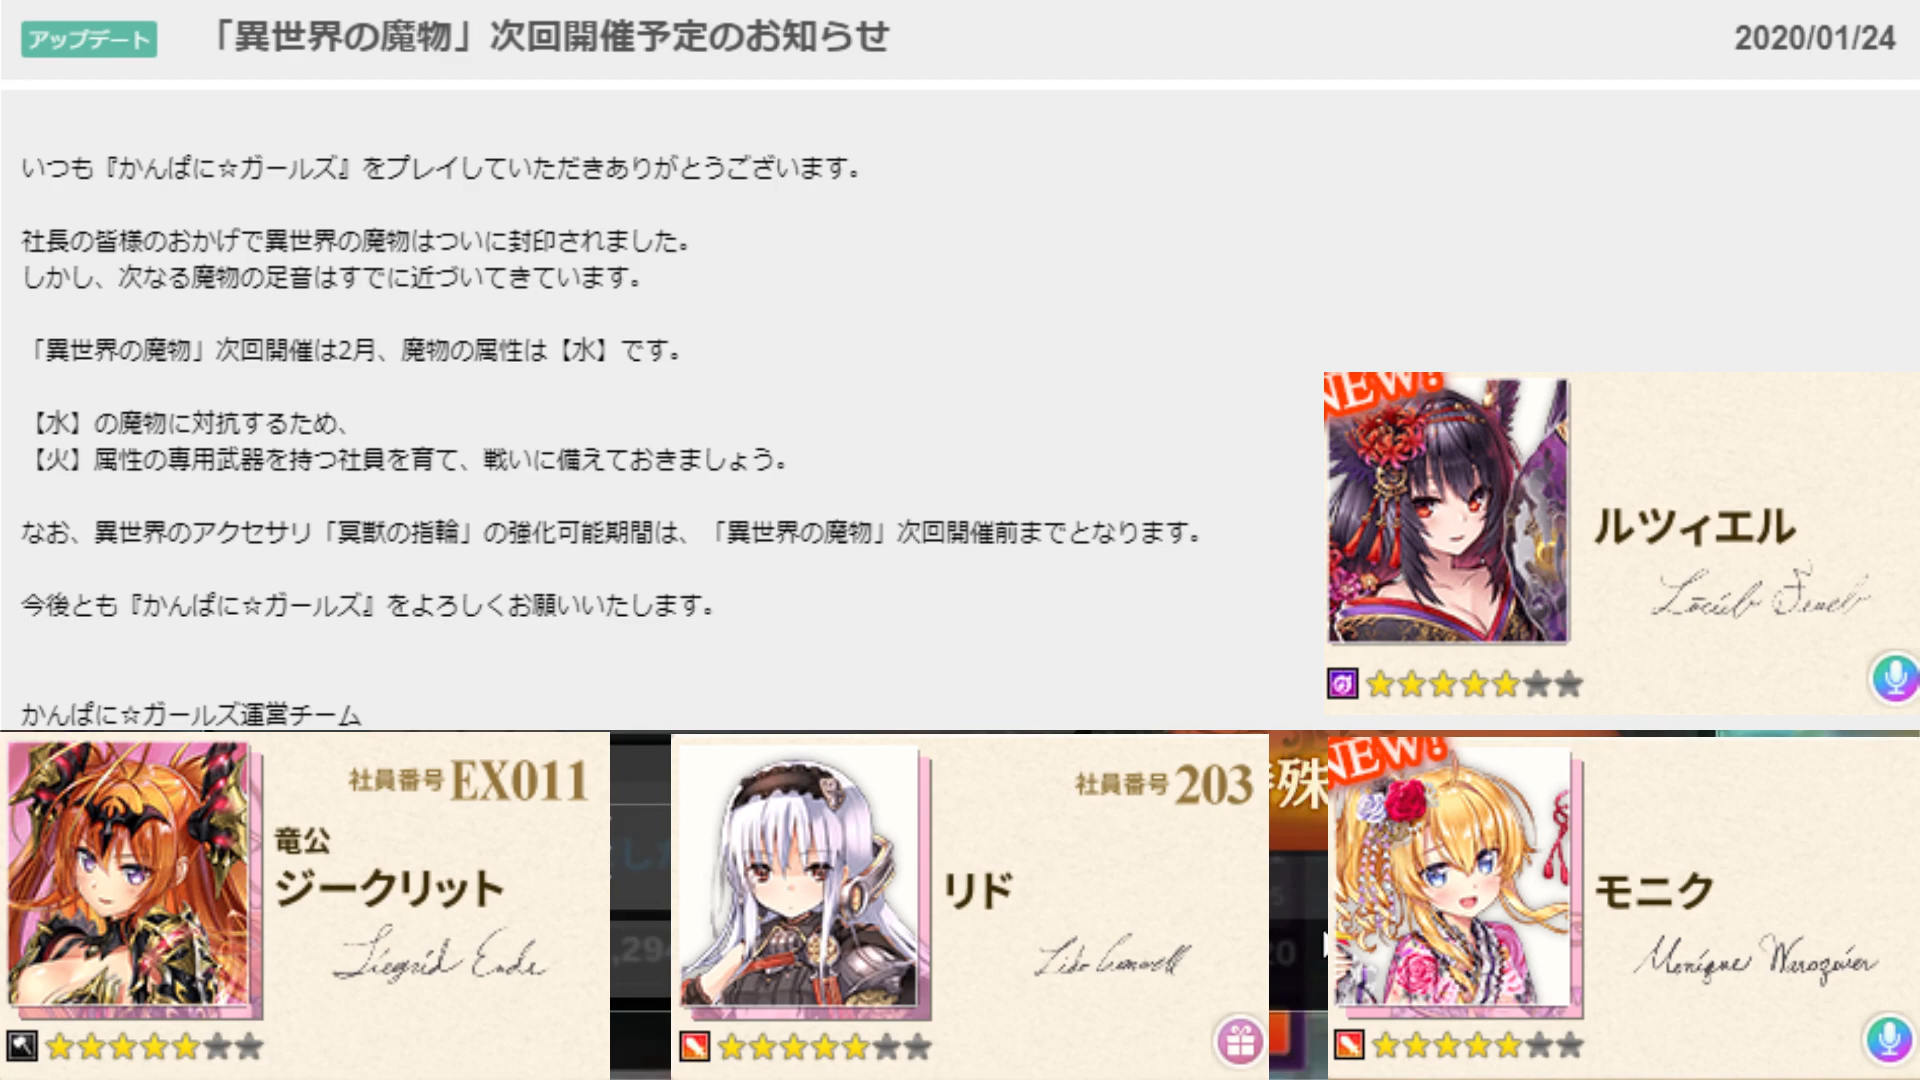 アップデート
「異世界の魔物」次回開催予定のお知らせ
2020/01/24
いつも『かんぱに☆ガールズ』をプレイしていただきありがとうございます。
社長の皆様のおかげで異世界の魔物はついに封印されました。
しかし、次なる魔物の足音はすでに近づいてきています。
「異世界の魔物」次回開催は2月、魔物の属性は【水】です。
【水】の魔物に対抗するため、
【火】属性の専用武器を持つ社員を育て、戦いに備えておきましょう。
なお、異世界のアクセサリ「冥獣の指輪」の強化可能期間は、「異世界の魔物」次回開催前までとなります。
今後とも『かんぱに☆ガールズ』をよろしくお願いいたします。
かんぱに☆ガールズ運営チーム
NEW!
ルツィエル
社員番号 EX011
竜公
ジークリット
Siegrid Ende
社員番号 203
リド
殊
NEW!
モニク